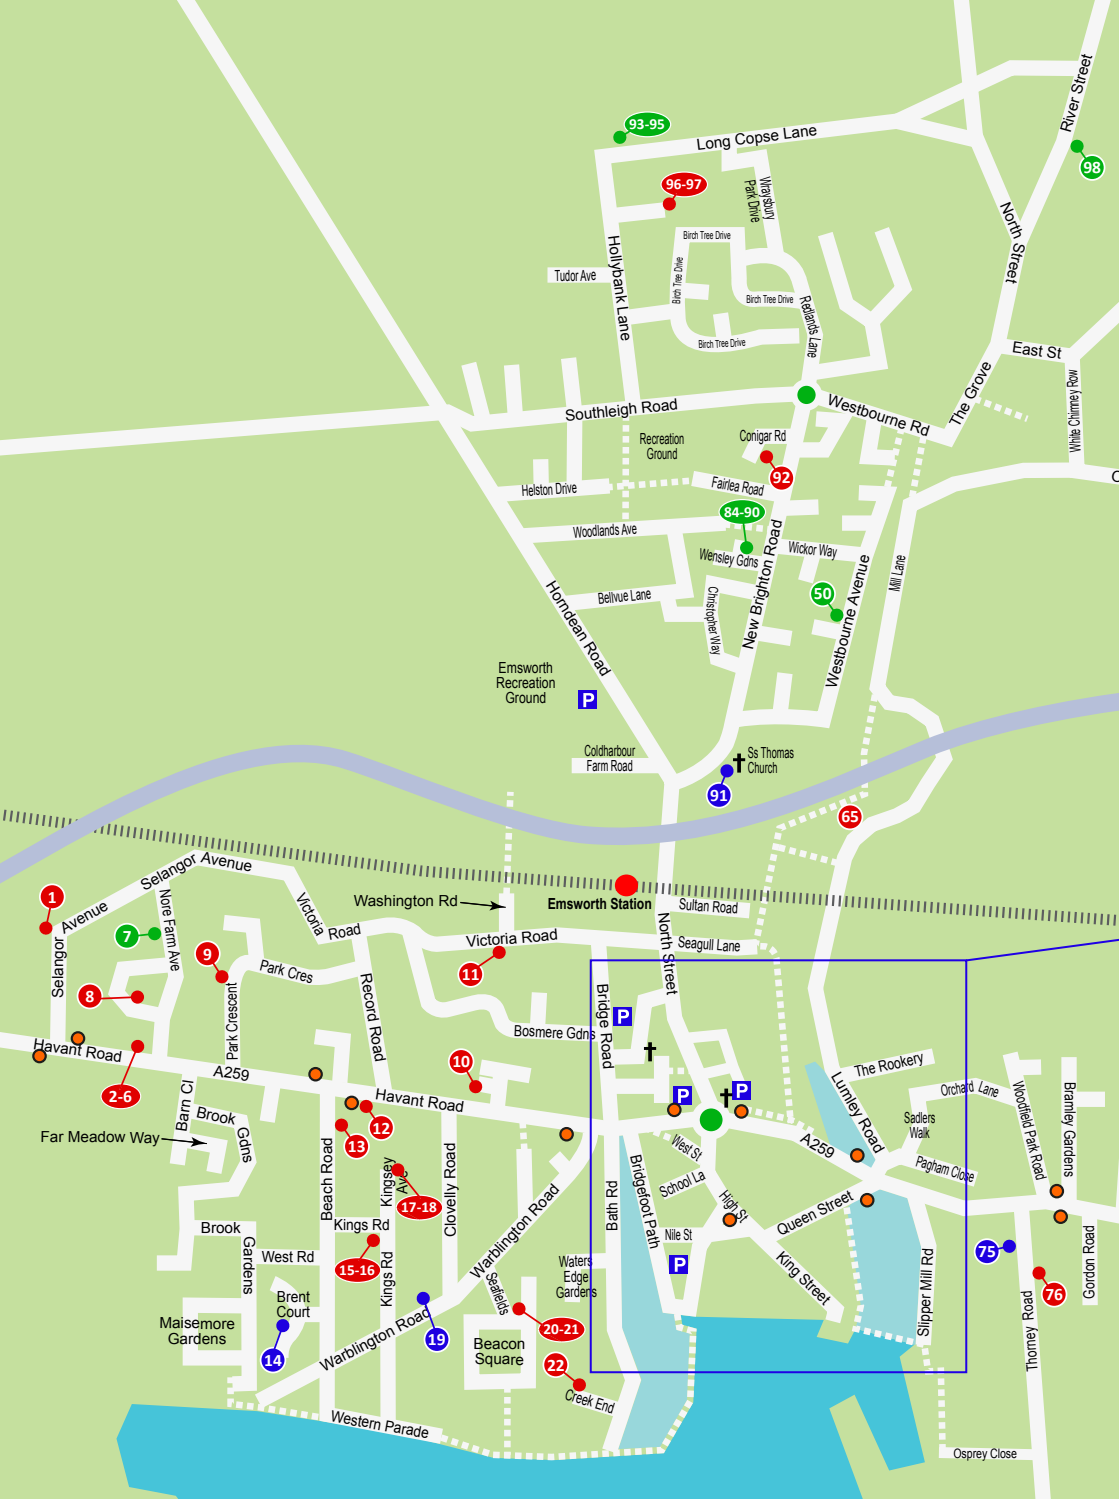 93-95
Long Copse Lane
River Street
98
96-97
Wraysbury
Park Drive
North Street
Birch Tree Drive
Hollybank Lane
Tudor Ave
Birch Tree Drive
Birch Tree Drive
Redlands Lane
Birch Tree Drive
East St
The Grove
White Chimney Row
Southleigh Road
Westbourne Rd
Recreation
Ground
Conigar Rd
92
Helston Drive
Fairlea Road
84-90
Woodlands Ave
Wensley Gdns
Wickor Way
Mill Lane
C
Horndean Road
Bellvue Lane
Christopher Way
New Brighton Road
50
Westbourne Avenue
Emsworth
Recreation
Ground
P
Coldharbour
Farm Road
Ss Thomas
Church
91
65
Selangor Avenue
1
Selangor Avenue
Nore Farm Ave
Victoria Road
Washington Rd
Emsworth Station
Sultan Road
7
9
Victoria Road
North Street
Seagull Lane
8
Park Cres
Park Crescent
11
Record Road
Bridge Road
P
Bosmere Gdns
Havant Road
A259
10
2-6
Havant Road
P
P
The Rookery
Lumley Road
Orchard Lane
Woodfield Park Road
Bramley Gardens
Barn Cl
Brook Gdns
Far Meadow Way
12
13
Sadlers
Walk
A259
West St
Pagham Close
Beach Road
Kingsey
Ave
17-18
Clovelly Road
Warblington Road
Bath Rd
Bridgefoot Path
School La
High St
Queen Street
Kings Rd
Nile St
Brook
Gardens
West Rd
15-16
Kings Rd
Seafields
Waters
Edge
Gardens
P
King Street
Slipper Mill Rd
75
76
Gordon Road
Thorney Road
Brent
Court
Maisemore
Gardens
14
19
Warblington Road
20-21
Beacon
Square
22
Creek End
Western Parade
Osprey Close